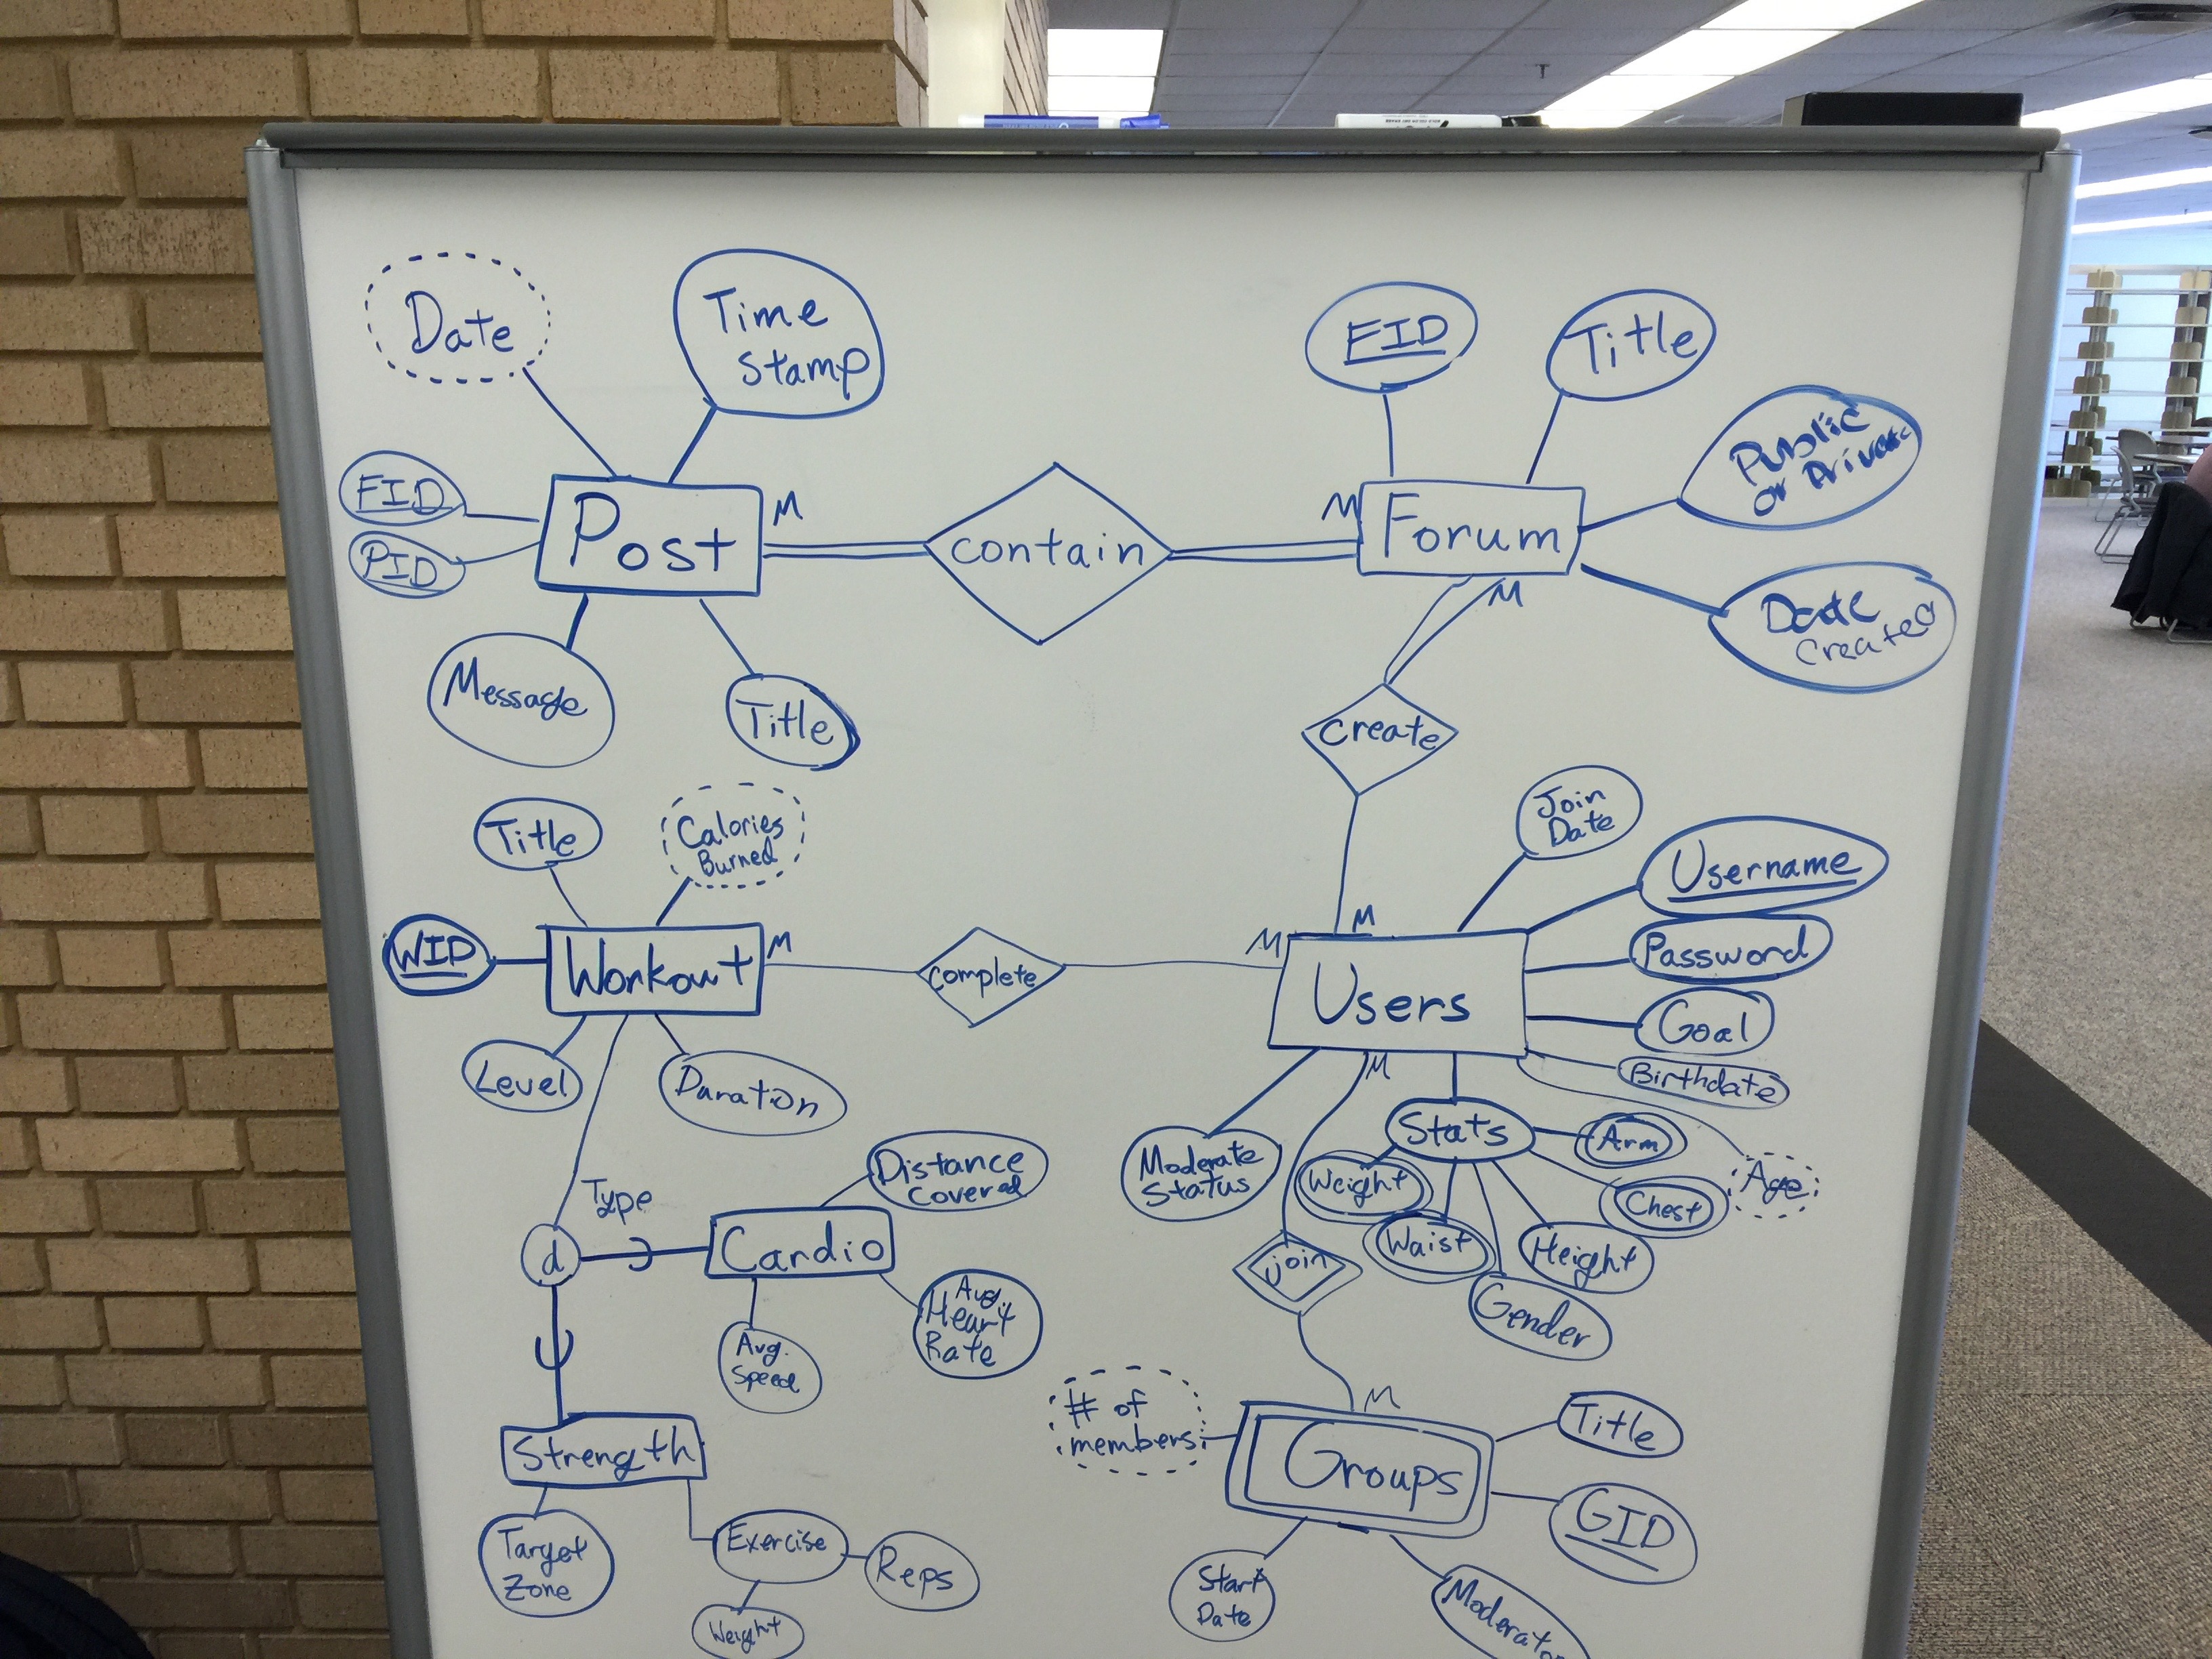 Date
Time
Stamp
FID
Title
Public
or Private
FID
PID
Post
M
contain
M
Forum
M
Date
Created
Message
Title
create
Title
Calories
Burned
Join
Date
Username
WID
Workout
M
complete
M
M
Users
Password
Goal
Birthdate
Level
Duration
M
Stats
Arm
Moderate
Status
Weight
Chest
Age
Waist
Height
Gender
Type
Distance
Covered
d
Cardio
join
Avg.
Speed
Avg.
Heart
Rate
# of
members
M
Groups
Title
GID
Strength
Target
Zone
Exercise
Reps
Weight
Start
Date
Moderator